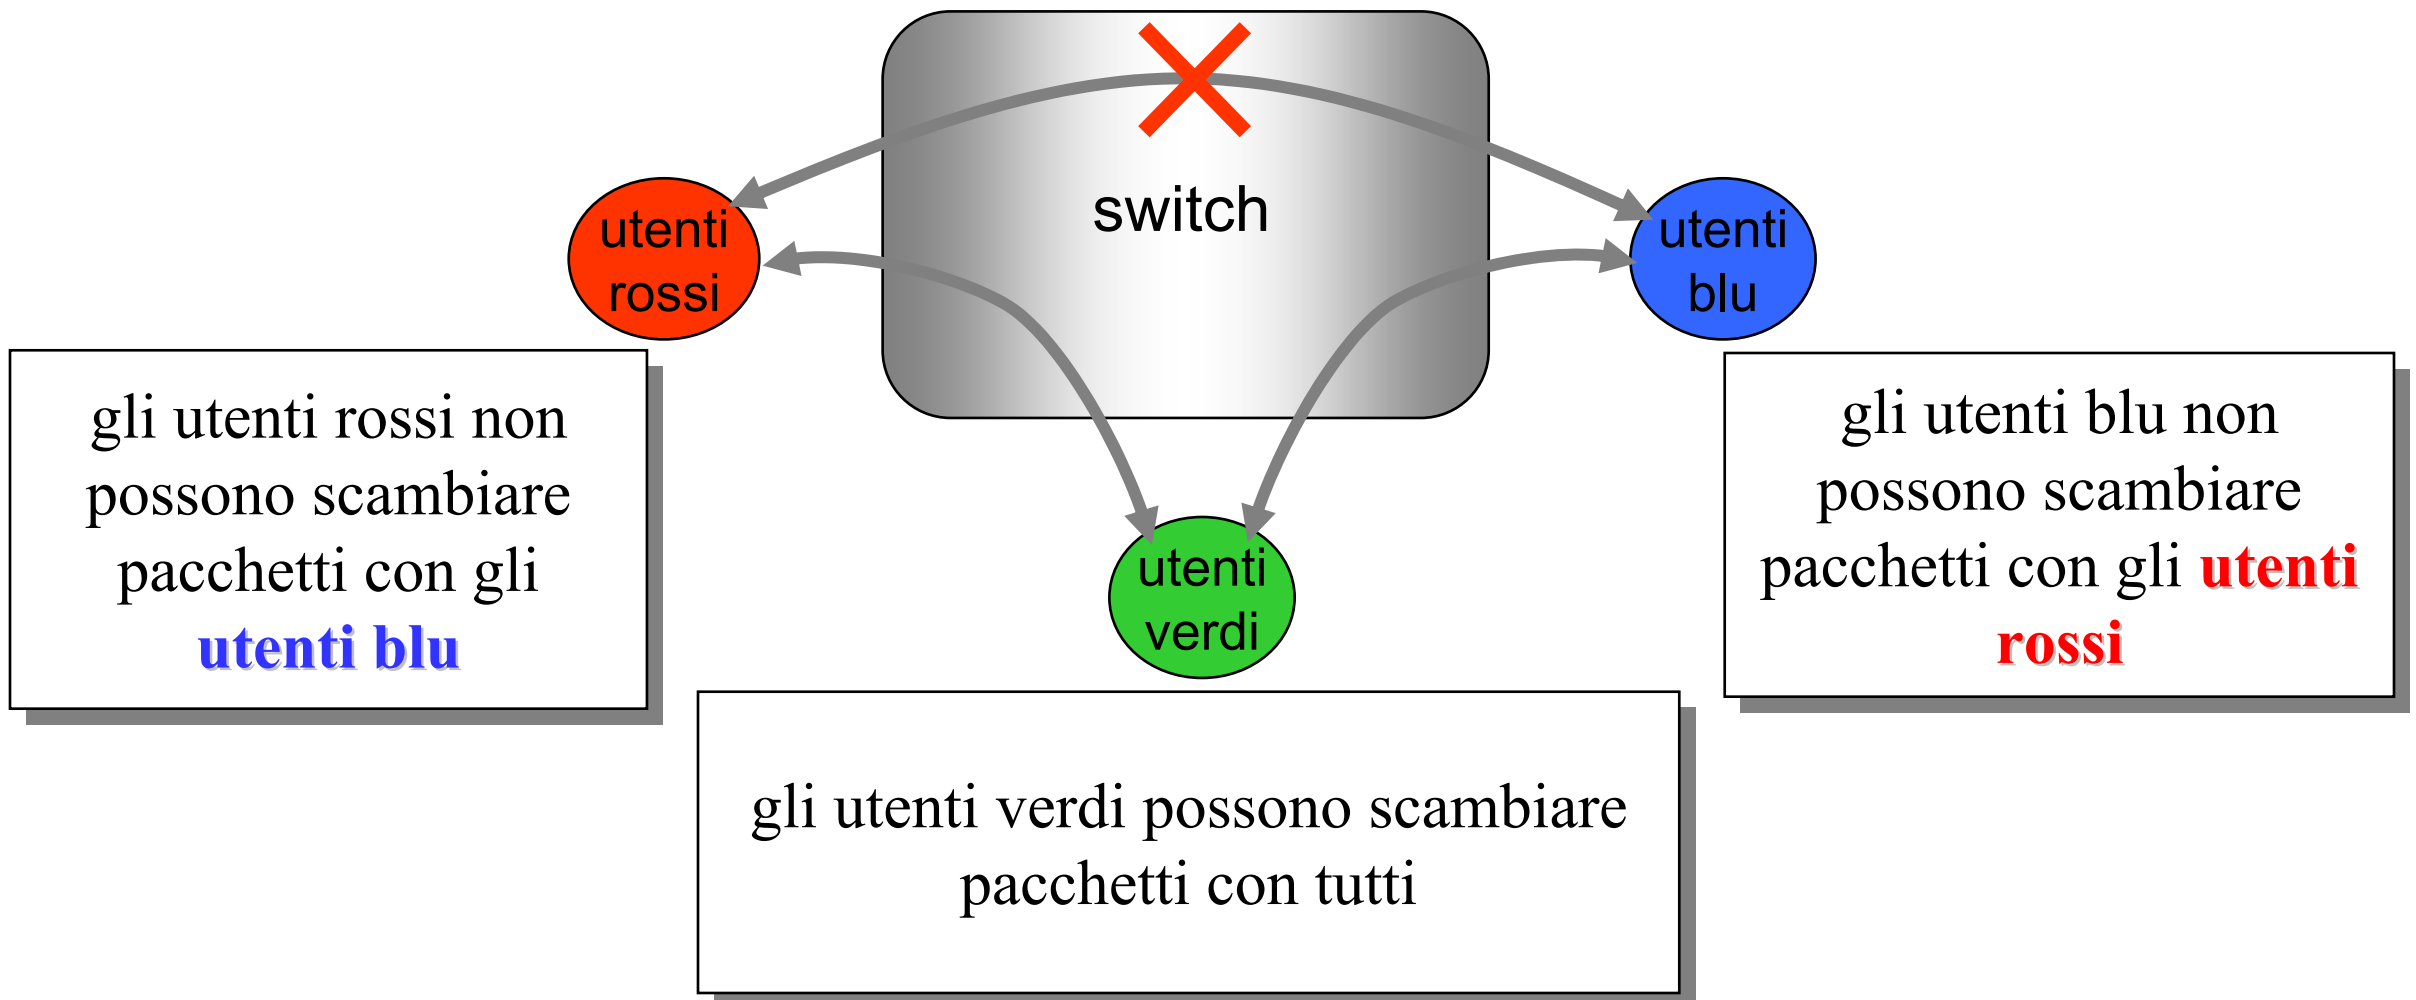 switch
utenti
rossi
utenti
blu
gli utenti rossi non
possono scambiare
pacchetti con gli
utenti blu
gli utenti blu non
possono scambiare
pacchetti con gli utenti
rossi
utenti
verdi
gli utenti verdi possono scambiare
pacchetti con tutti